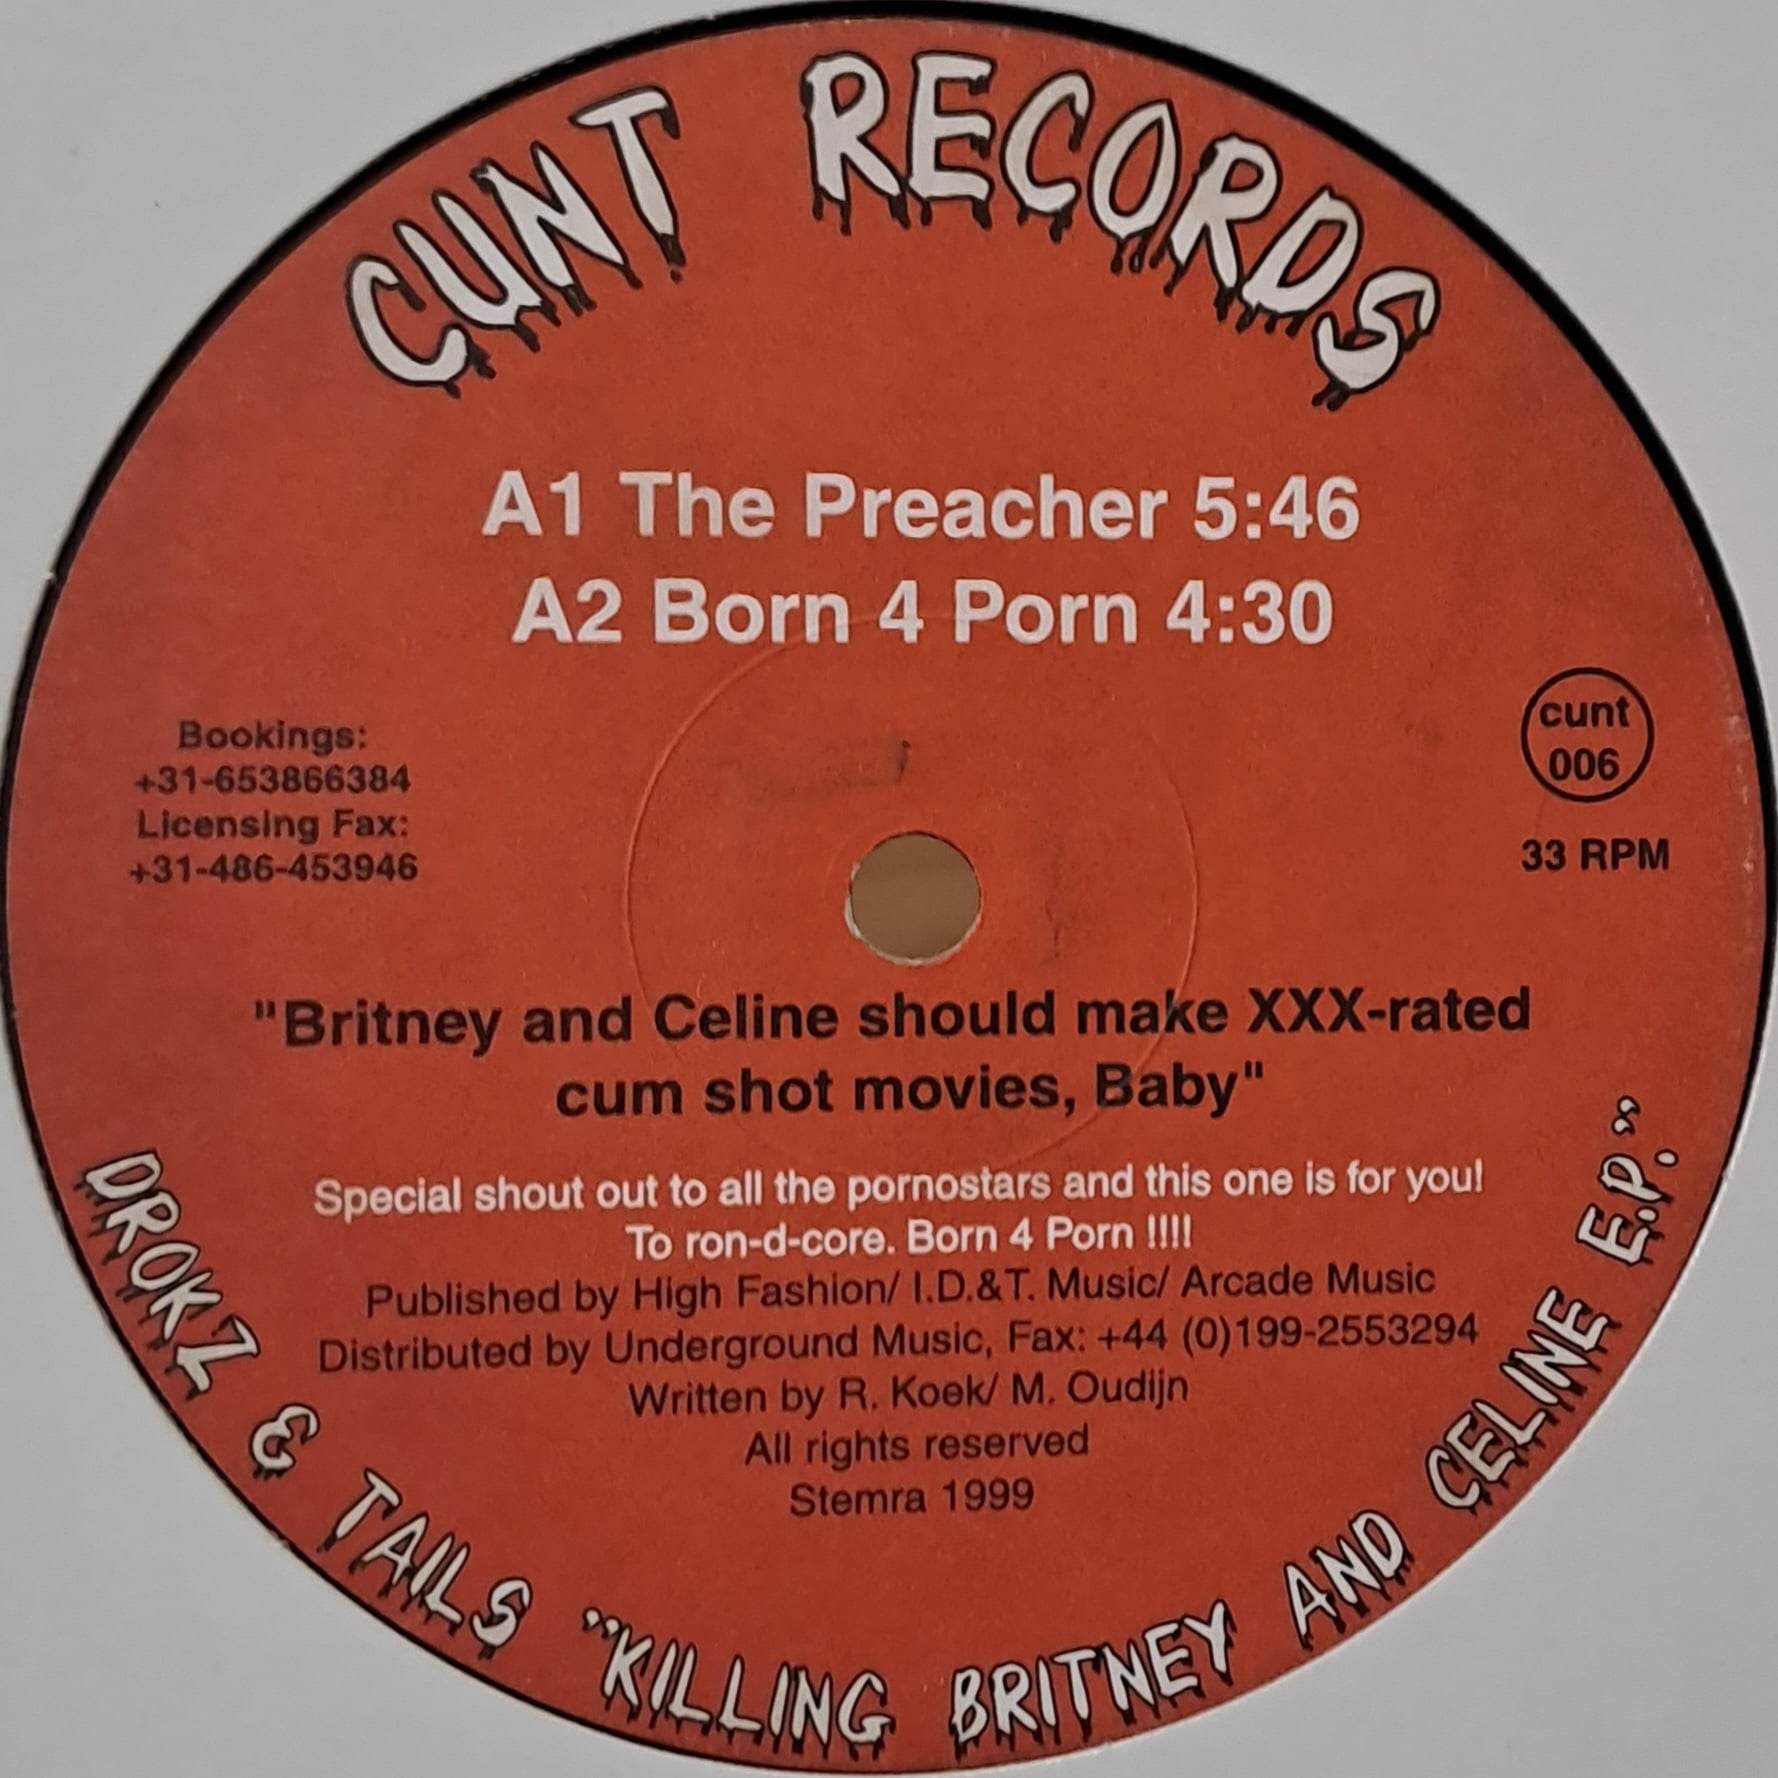 CUNT RECORDS
A1 The Preacher 5:46
A2 Born 4 Porn 4:30
Bookings:
+31-653866384
Licensing Fax:
+31-486-453946
cunt
006
33 RPM
"Britney and Celine should make XXX-rated
cum shot movies, Baby"
Special shout out to all the pornostars and this one is for you!
To ron-d-core. Born 4 Porn !!!!
Published by High Fashion/ I.D.&T. Music/ Arcade Music
Distributed by Underground Music, Fax: +44 (0)199-2553294
Written by R. Koek/ M. Oudijn
All rights reserved
Stemra 1999
DROKZ & TAILS "KILLING BRITNEY AND CELINE E.P."